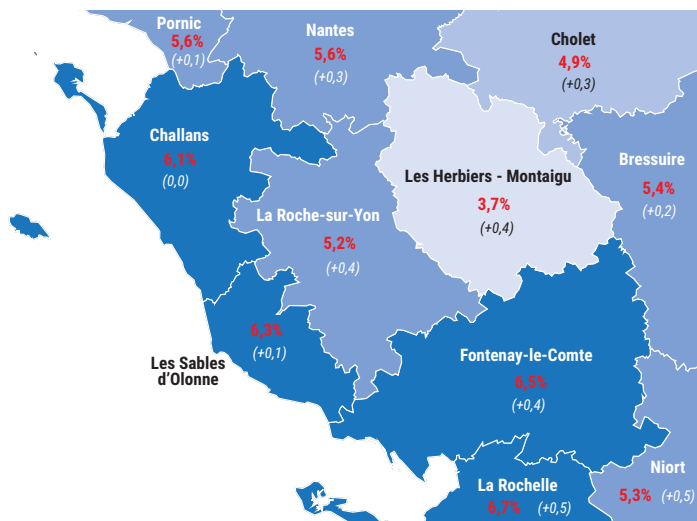 Pornic
5,6%
(+0,1)
Nantes
5,6%
(+0,3)
Cholet
4,9%
(+0,3)
Challans
6,1%
(0,0)
Les Herbiers - Montaigu
3,7%
(+0,4)
Bressuire
5,4%
(+0,2)
La Roche-sur-Yon
5,2%
(+0,4)
6,3%
(+0,1)
Les Sables
d'Olonne
Fontenay-le-Comte
6,5%
(+0,4)
La Rochelle
6,7% (+0,5)
Niort
5,3% (+0,5)